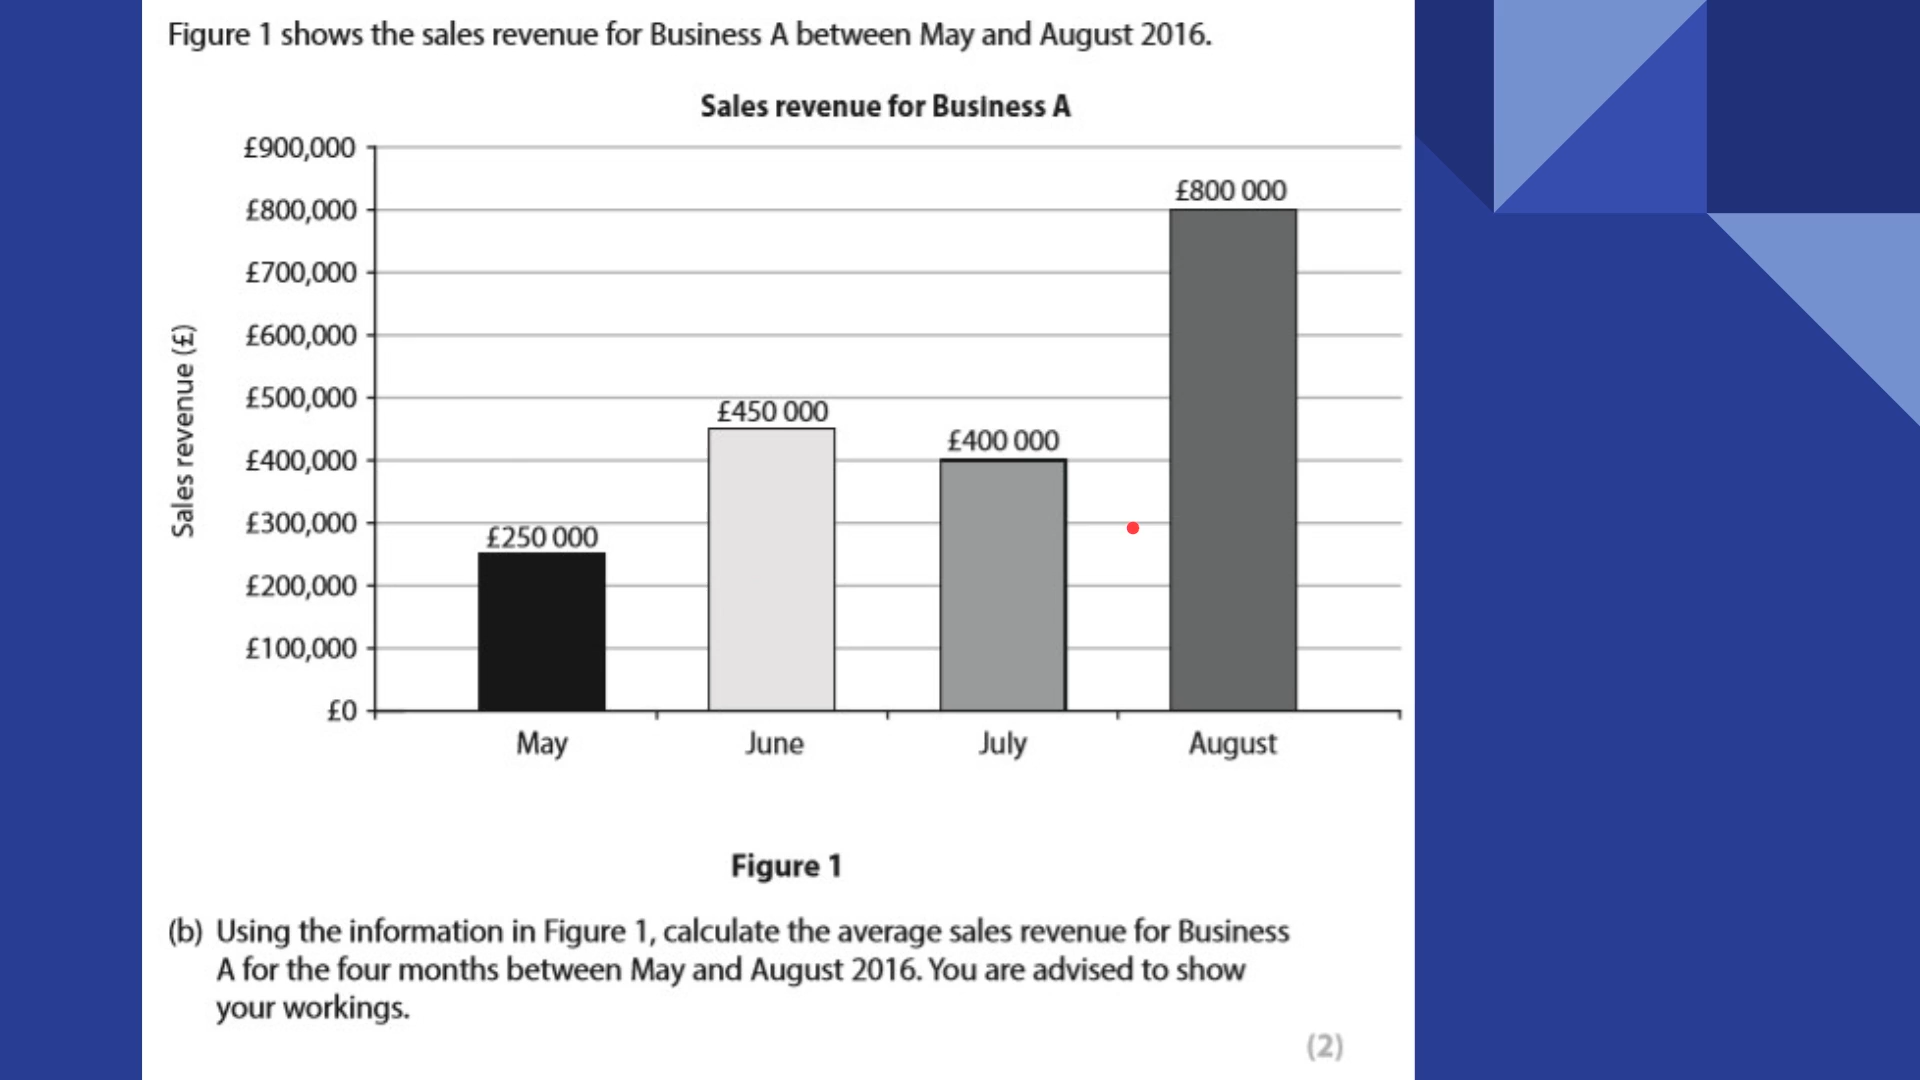 Figure 1 shows the sales revenue for Business A between May and August 2016.
Sales revenue for Business A
£900,000
£800,000
£700,000
£600,000
£500,000
£400,000
£300,000
£200,000
£100,000
£0
Sales revenue (£)
£250 000
£450 000
£400 000
£800 000
May
June
July
August
Figure 1
(b) Using the information in Figure 1, calculate the average sales revenue for Business
A for the four months between May and August 2016. You are advised to show
your workings.
(2)